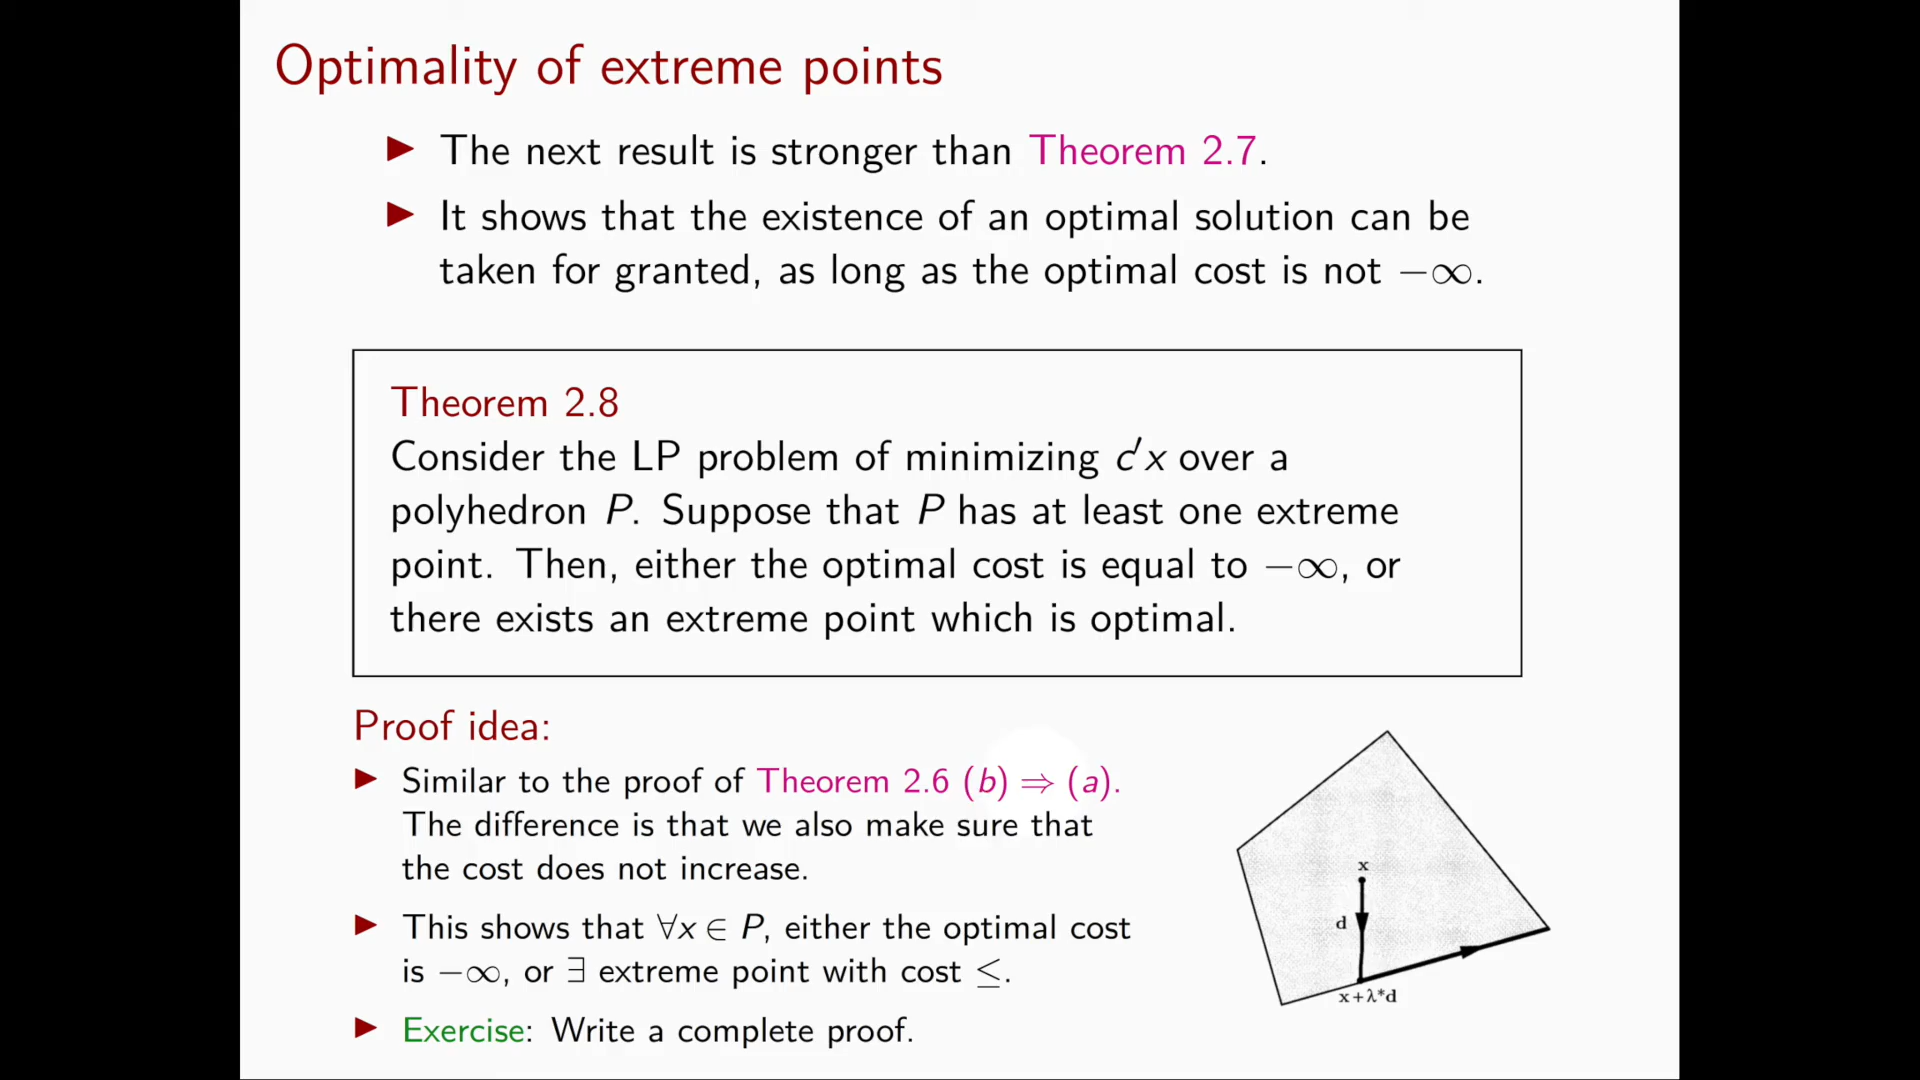 Optimality of extreme points
▶ The next result is stronger than Theorem 2.7.
▶ It shows that the existence of an optimal solution can be
taken for granted, as long as the optimal cost is not −∞.
Theorem 2.8
Consider the LP problem of minimizing c′x over a
polyhedron P. Suppose that P has at least one extreme
point. Then, either the optimal cost is equal to −∞, or
there exists an extreme point which is optimal.
Proof idea:
▶ Similar to the proof of Theorem 2.6 (b) ⇒ (a).
The difference is that we also make sure that
the cost does not increase.
▶ This shows that ∀x ∈ P, either the optimal cost
is −∞, or ∃ extreme point with cost ≤.
▶ Exercise: Write a complete proof.
x
d
x+λ*d